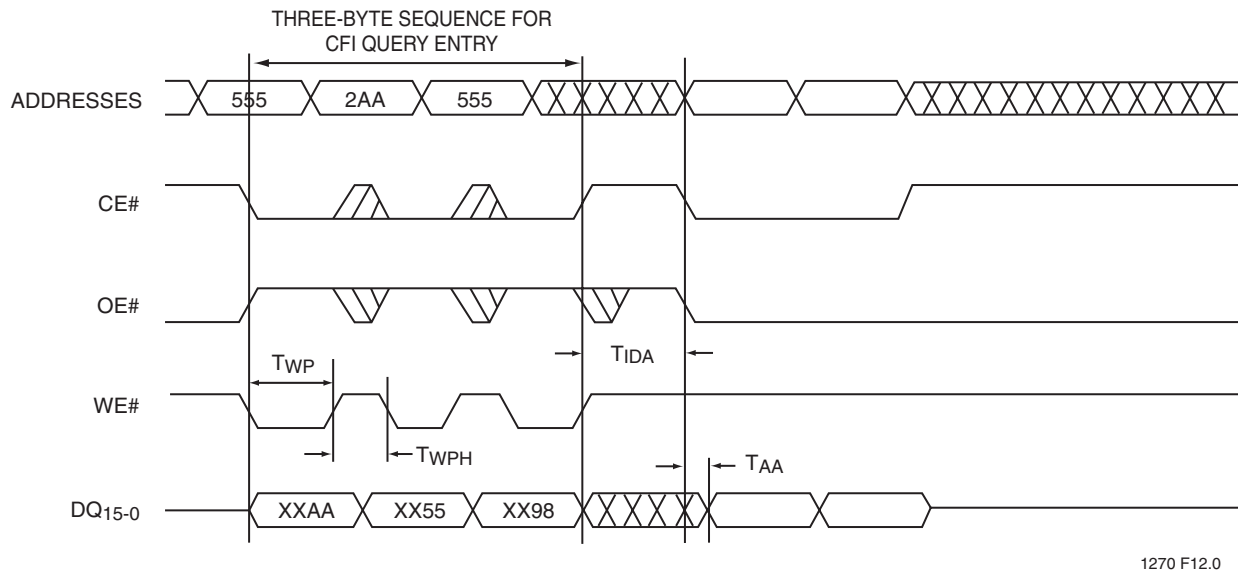 THREE-BYTE SEQUENCE FOR
CFI QUERY ENTRY
ADDRESSES
555
2AA
555
CE#
OE#
TIDA
TWP
WE#
TWPH
TAA
DQ15-0
XXAA
XX55
XX98
1270 F12.0